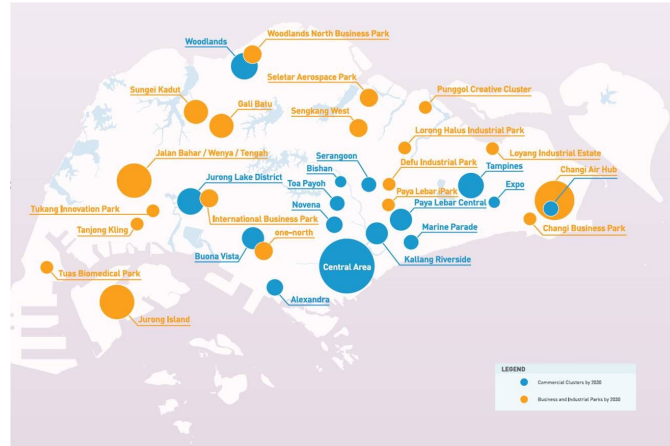 Woodlands North Business Park
Woodlands
Seletar Aerospace Park
Sungei Kadut
Punggol Creative Cluster
Gali Batu
Sengkang West
Lorong Halus Industrial Park
Jalan Bahar / Wenya / Tengah
Serangoon
Defu Industrial Park
Loyang Industrial Estate
Bishan
Tampines
Changi Air Hub
Jurong Lake District
Toa Payoh
Paya Lebar iPark
Expo
Paya Lebar Central
Novena
Tukang Innovation Park
International Business Park
Marine Parade
Changi Business Park
Tanjong Kling
one-north
Buona Vista
Kallang Riverside
Central Area
Tuas Biomedical Park
Alexandra
Jurong Island
LEGEND
Commercial Clusters by 2030
Business and Industrial Parks by 2030